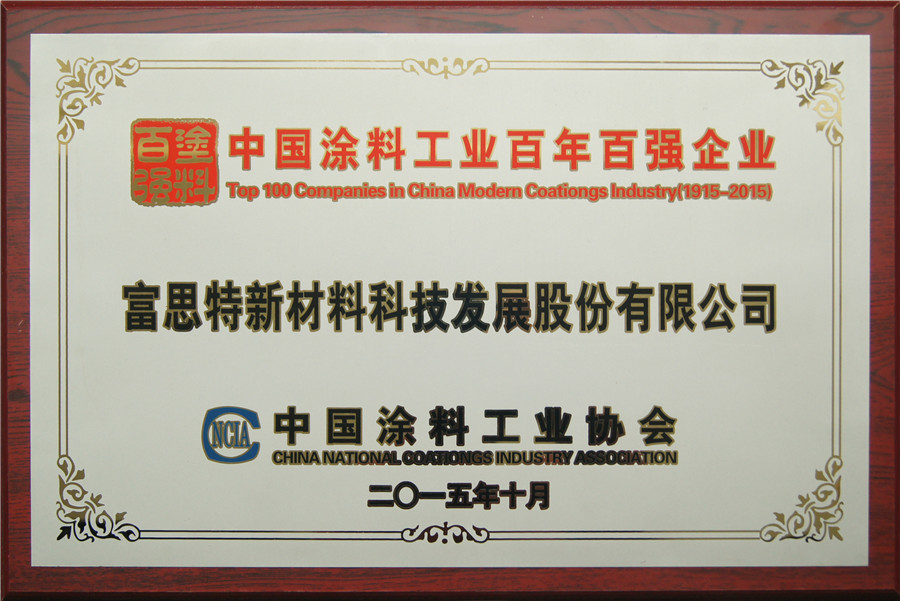 百塗
强料
中国涂料工业百年百强企业
Top 100 Companies in China Modern Coationgs Industry(1915-2015)
富思特新材料科技发展股份有限公司
NCIA
中国涂料工业协会
CHINA NATIONAL COATIONGS INDUSTRY ASSOCIATION
二〇一五年十月